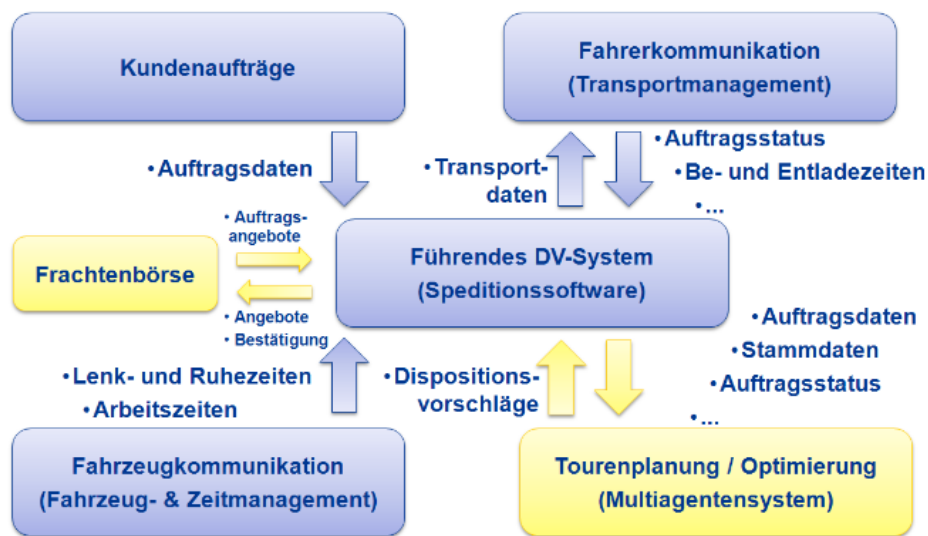 Kundenaufträge
Fahrerkommunikation
(Transportmanagement)
• Auftragsdaten
• Transport-
daten
• Auftragsstatus
• Be- und Entladezeiten
• ...
• Auftrags-
angebote
Frachtenbörse
Führendes DV-System
(Speditionssoftware)
• Angebote
• Bestätigung
• Lenk- und Ruhezeiten
• Arbeitszeiten
• Dispositions-
vorschläge
• Auftragsdaten
• Stammdaten
• Auftragsstatus
• ...
Fahrzeugkommunikation
(Fahrzeug- & Zeitmanagement)
Tourenplanung / Optimierung
(Multiagentensystem)